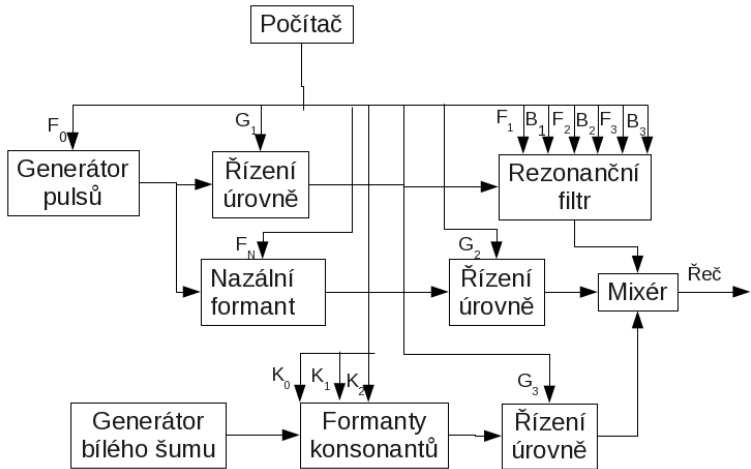 Počítač
F0
G1
F1
B1
F2
B2
F3
B3
Generátor
pulsů
Řízení
úrovně
Rezonanční
filtr
FN
G2
Nazální
formant
Řízení
úrovně
Mixér
Řeč
K0
K1
K2
G3
Generátor
bílého šumu
Formanty
konsonantů
Řízení
úrovně